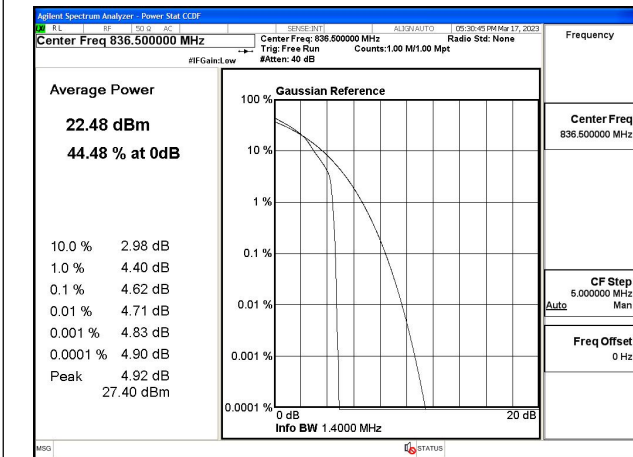 Agilent Spectrum Analyzer - Power Stat CCDF
RL RF 50 Ω AC SENSE:INT ALIGN AUTO 05:30:45 PM Mar 17, 2023
Center Freq 836.500000 MHz
Center Freq: 836.500000 MHz Radio Std: None
Trig: Free Run Counts:1.00 M/1.00 Mpt
#IFGain:Low #Atten: 40 dB
Frequency
Average Power
22.48 dBm
44.48 % at 0dB
10.0 % 2.98 dB
1.0 % 4.40 dB
0.1 % 4.62 dB
0.01 % 4.71 dB
0.001 % 4.83 dB
0.0001 % 4.90 dB
Peak 4.92 dB
27.40 dBm
Gaussian Reference
100 %
10 %
1 %
0.1 %
0.01 %
0.001 %
0.0001 %
0 dB 20 dB
Info BW 1.4000 MHz
Center Freq
836.500000 MHz
CF Step
5.000000 MHz
Auto Man
Freq Offset
0 Hz
MSG STATUS